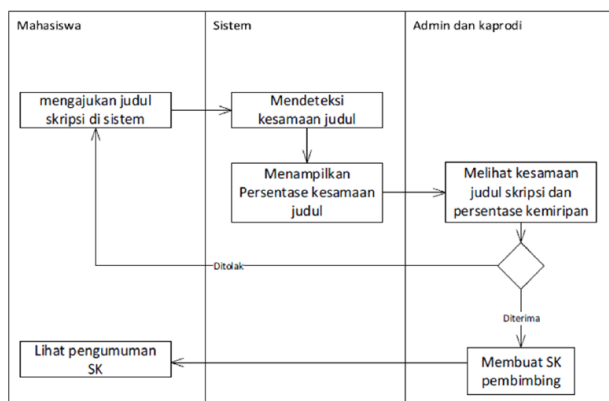 Mahasiswa
Sistem
Admin dan kaprodi
mengajukan judul
skripsi di sistem
Mendeteksi
kesamaan judul
Menampilkan
Persentase kesamaan
judul
Melihat kesamaan
judul skripsi dan
persentase kemiripan
Ditolak
Diterima
Lihat pengumuman
SK
Membuat SK
pembimbing